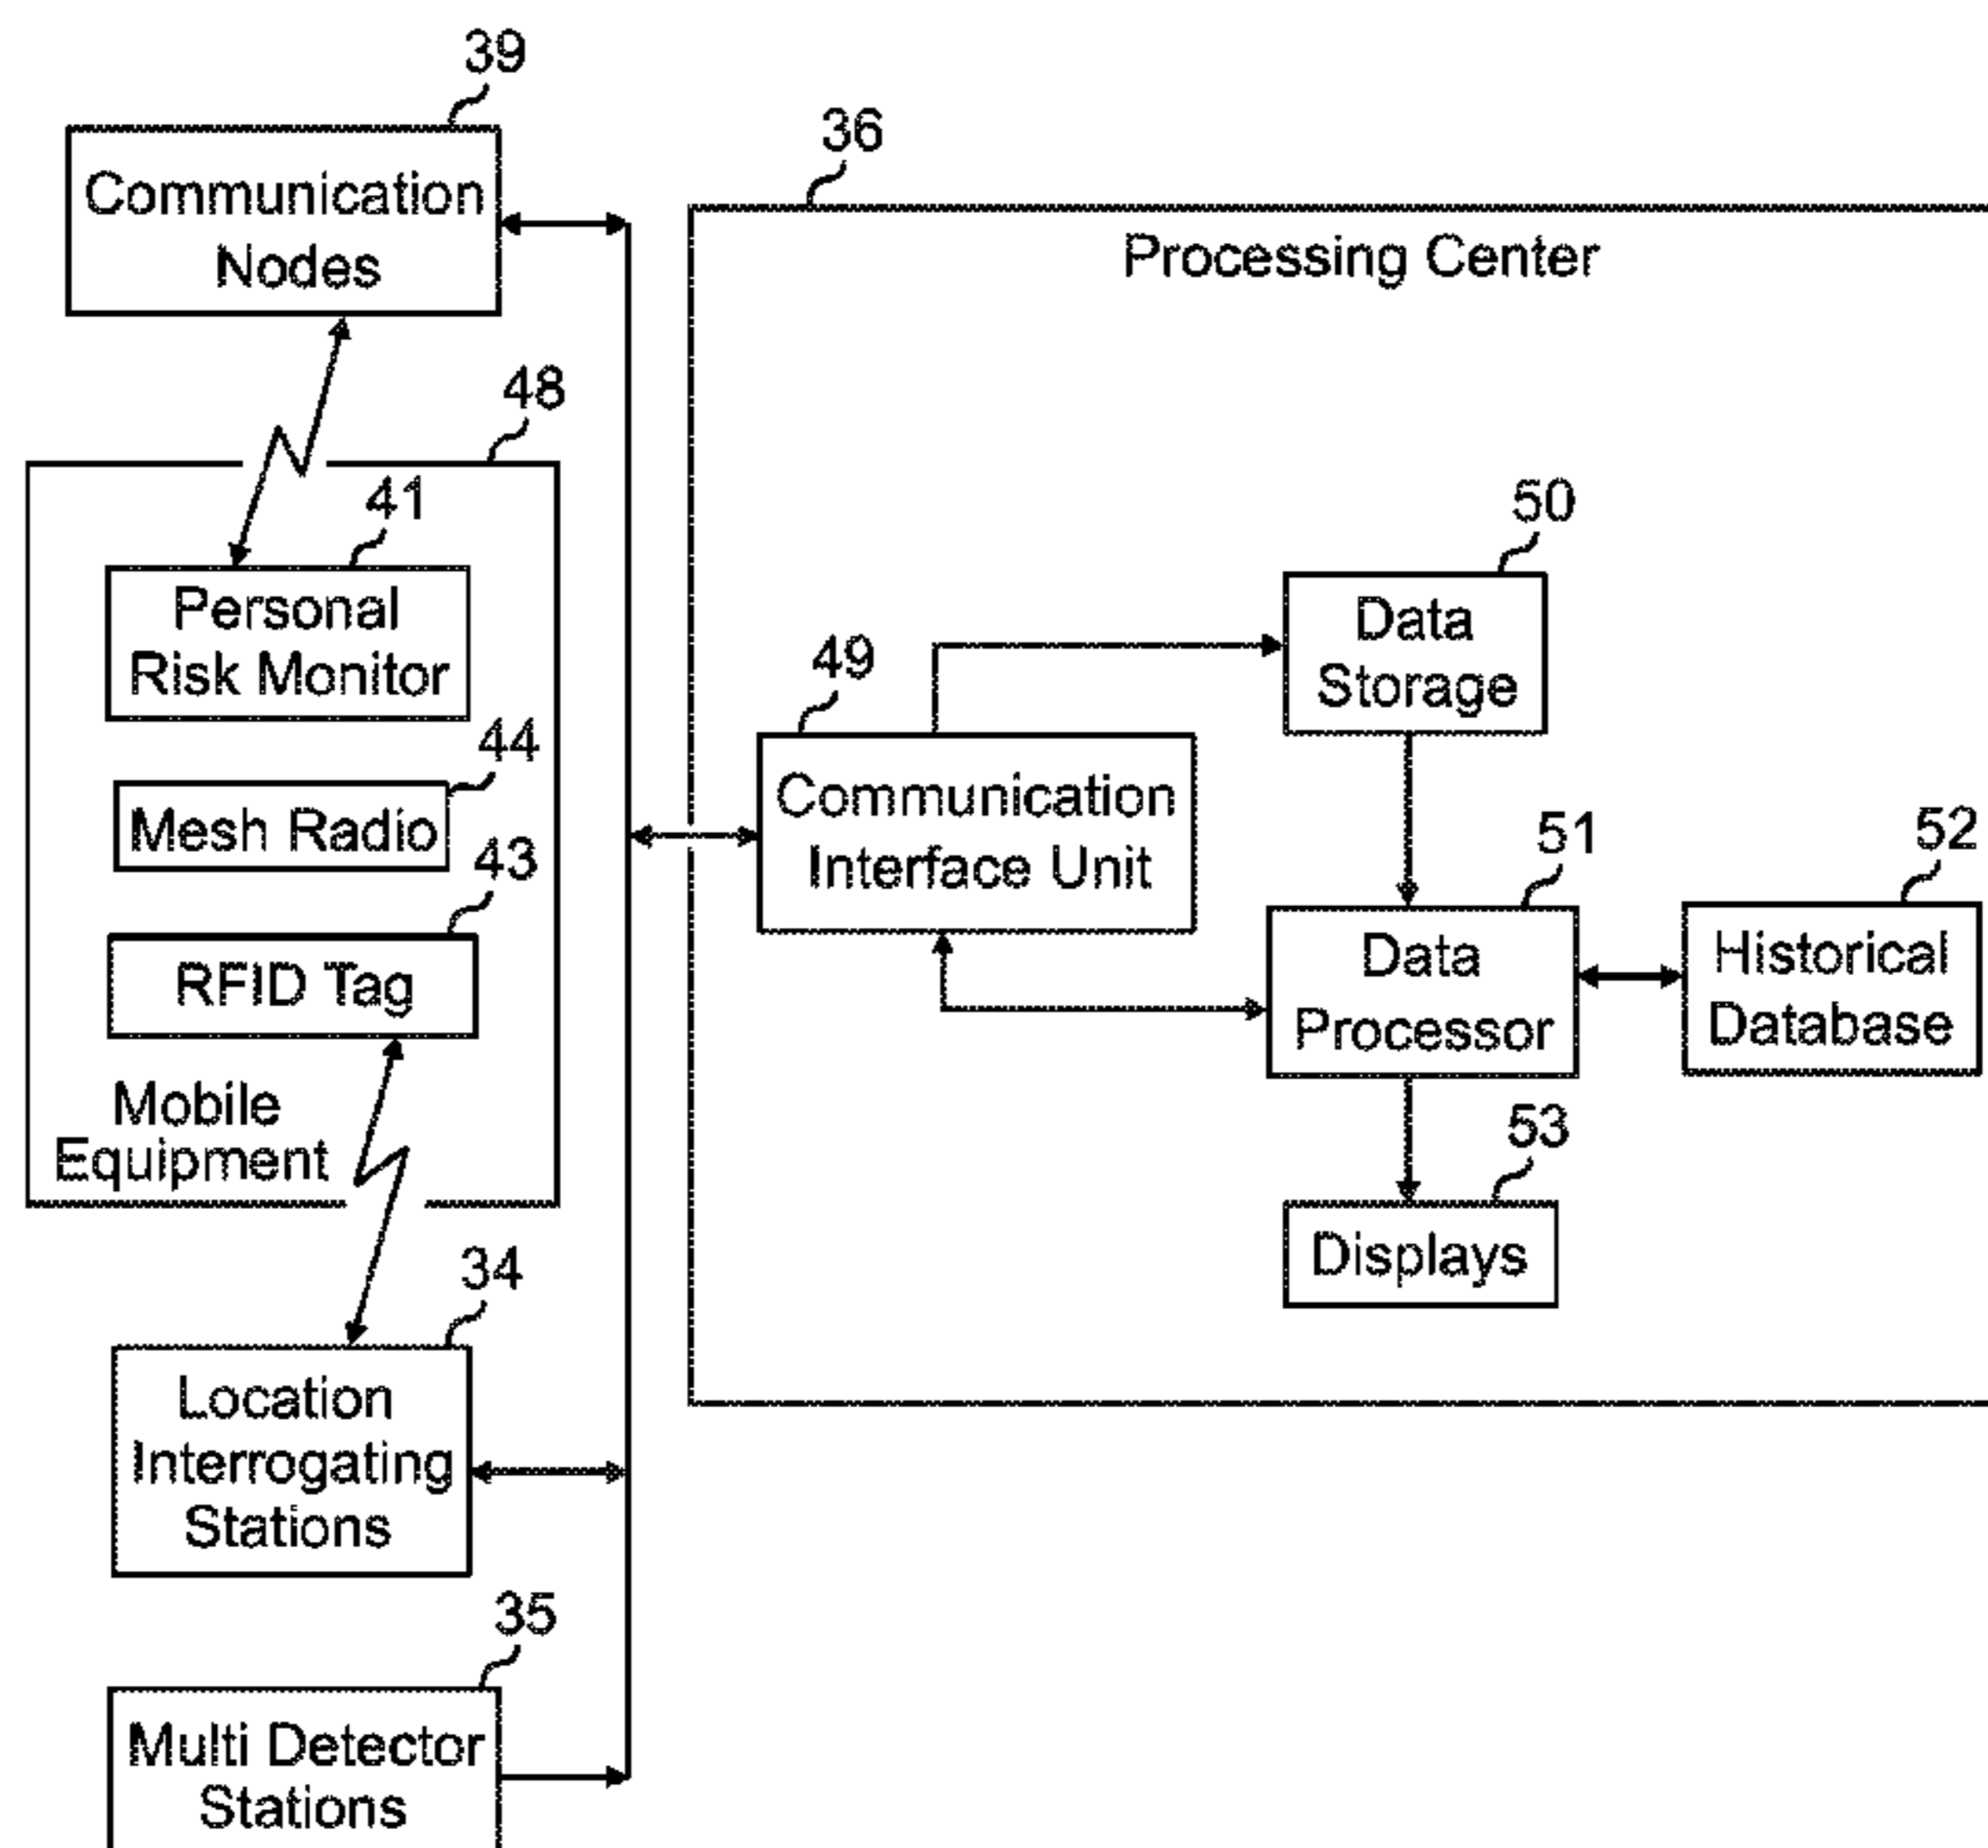 39
Communication
Nodes
48
41
Personal
Risk Monitor
44
Mesh Radio
43
RFID Tag
Mobile
Equipment
34
Location
Interrogating
Stations
35
Multi Detector
Stations
36
Processing Center
50
Data
Storage
49
Communication
Interface Unit
51
Data
Processor
52
Historical
Database
53
Displays